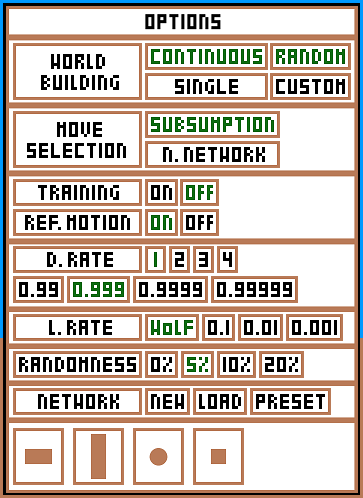 OPTIONS
WORLD BUILDING CONTINUOUS RANDOM
SINGLE CUSTOM
MOVE SELECTION SUBSUMPTION
N. NETWORK
TRAINING ON OFF
REF. MOTION ON OFF
D. RATE 1 2 3 4
0.99 0.999 0.9999 0.99999
L. RATE WoLF 0.1 0.01 0.001
RANDOMNESS 0% 5% 10% 20%
NETWORK NEW LOAD PRESET